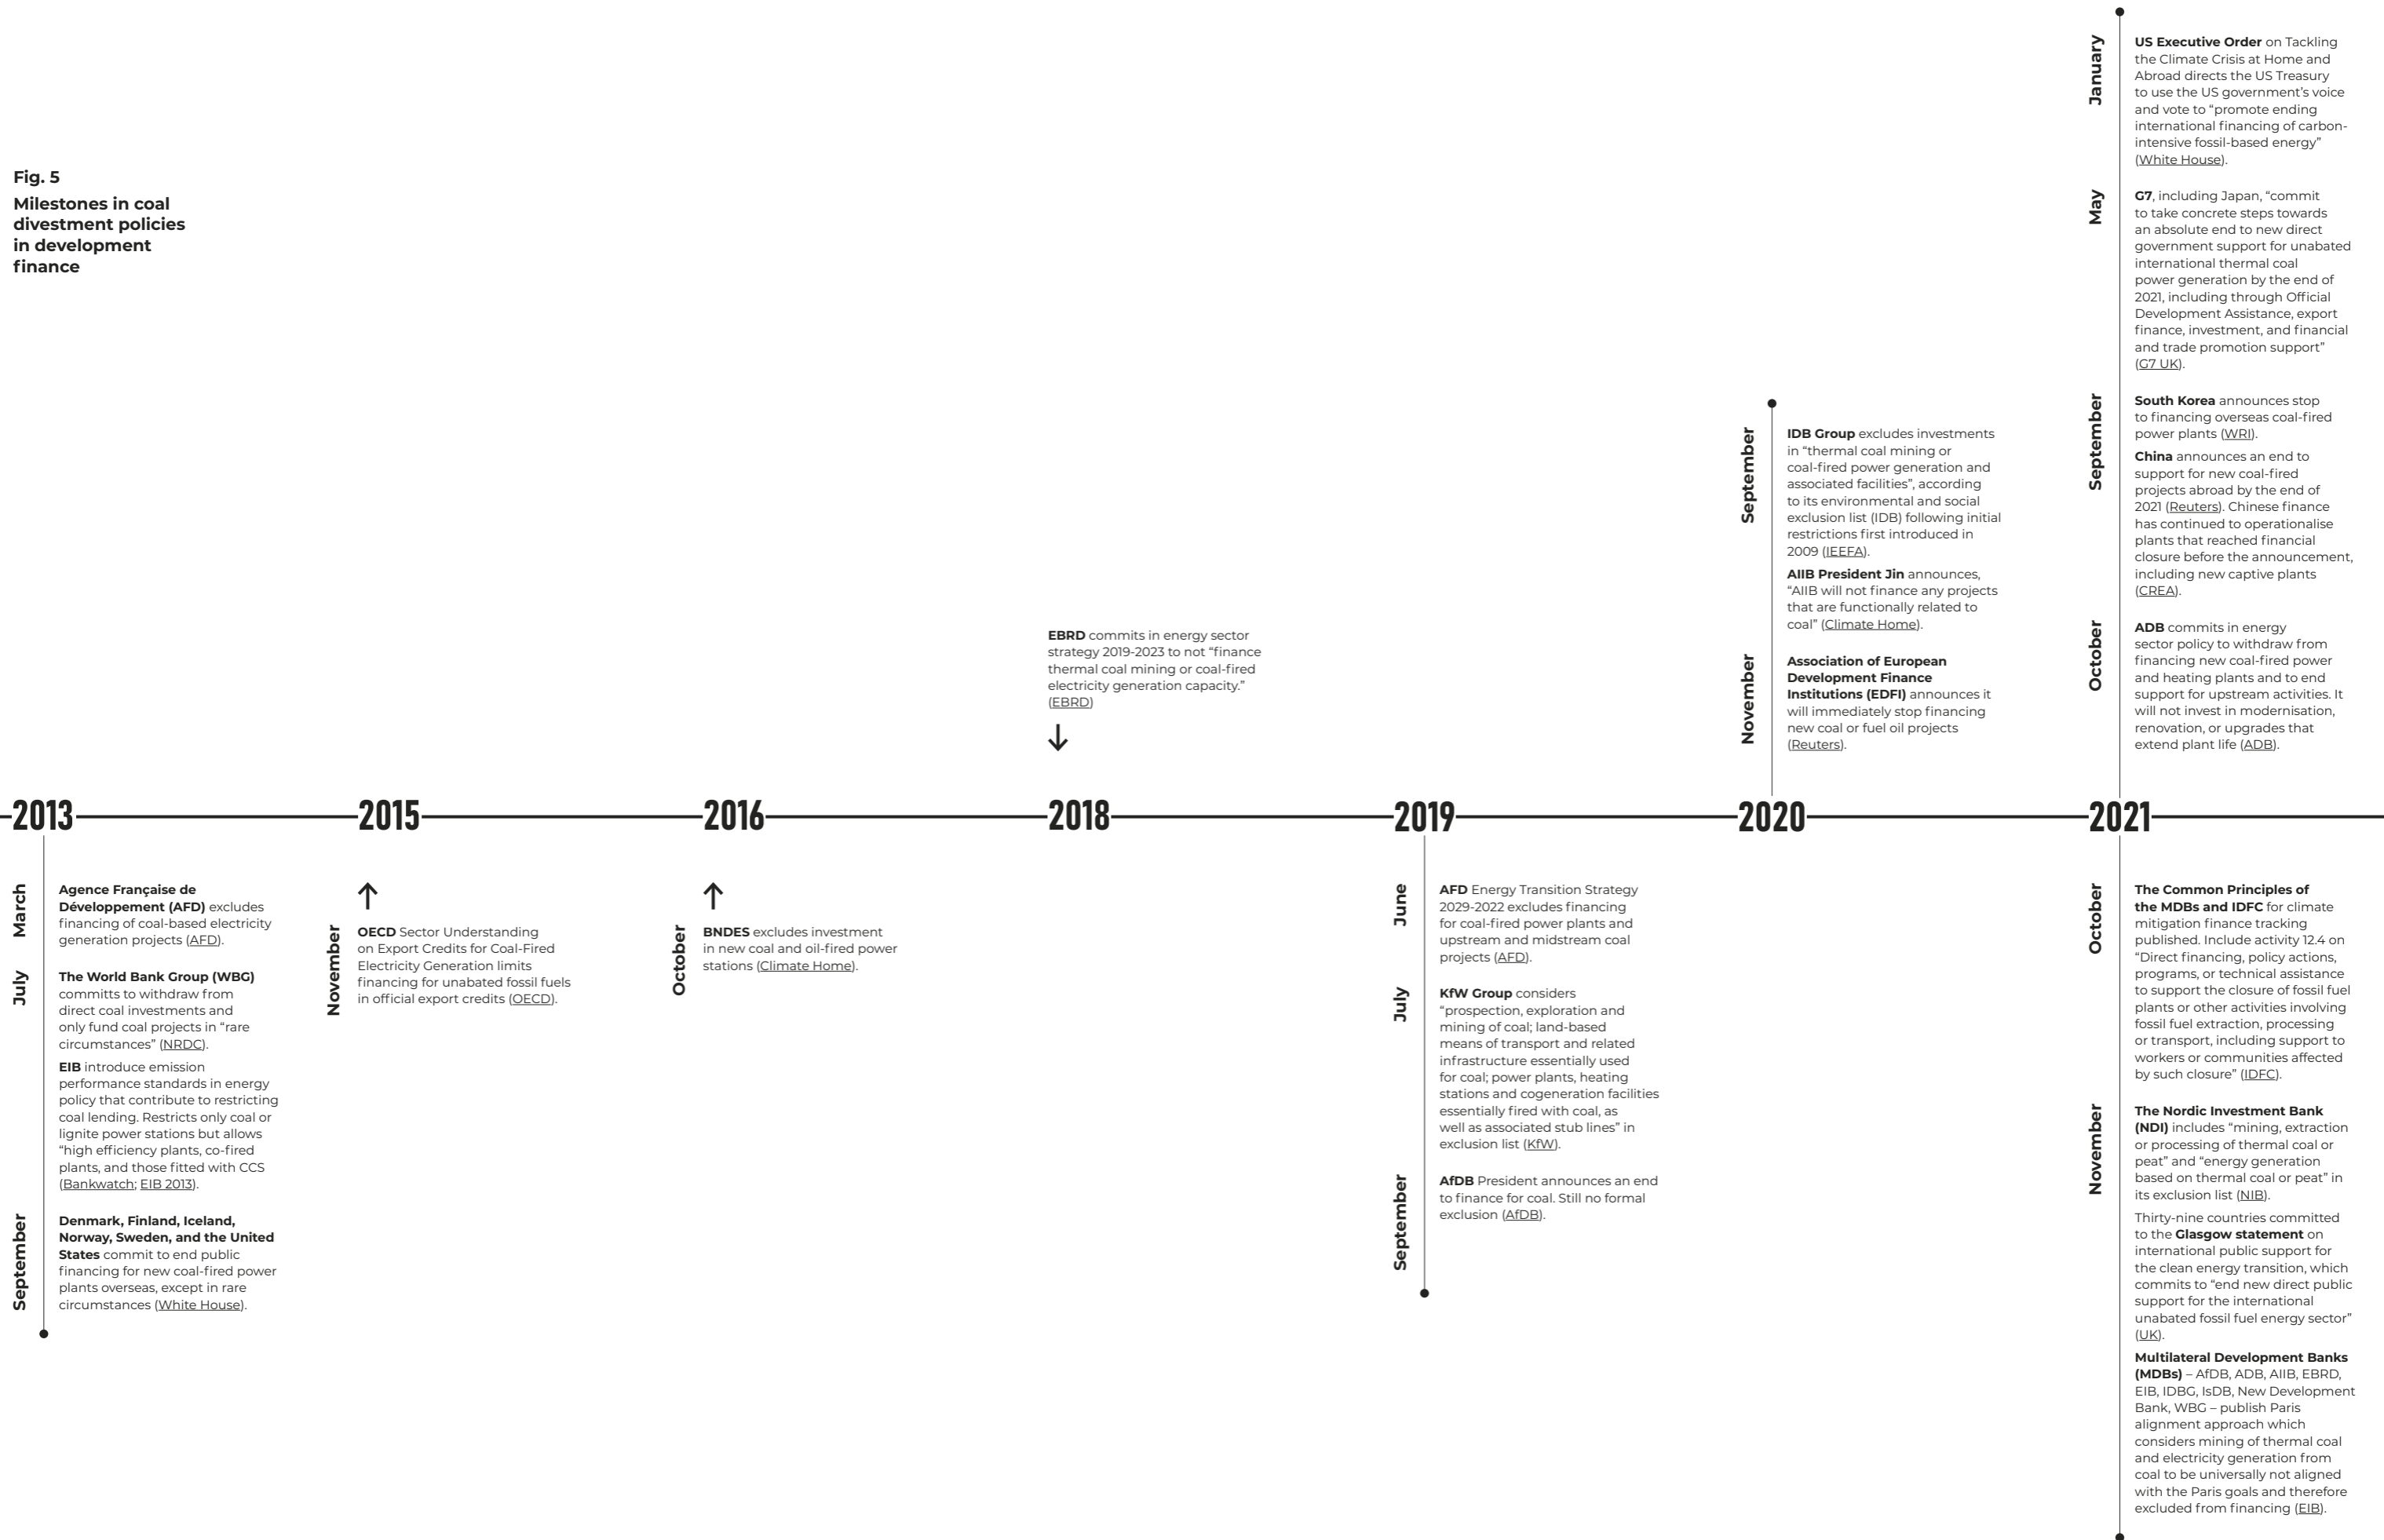 Fig. 5
Milestones in coal
divestment policies
in development
finance
2013
March
Agence Française de
Développement (AFD) excludes
financing of coal-based electricity
generation projects (AFD).
July
The World Bank Group (WBG)
committs to withdraw from
direct coal investments and
only fund coal projects in “rare
circumstances” (NRDC).
EIB introduce emission
performance standards in energy
policy that contribute to restricting
coal lending. Restricts only coal or
lignite power stations but allows
“high efficiency plants, co-fired
plants, and those fitted with CCS
(Bankwatch; EIB 2013).
September
Denmark, Finland, Iceland,
Norway, Sweden, and the United
States commit to end public
financing for new coal-fired power
plants overseas, except in rare
circumstances (White House).
2015
November
OECD Sector Understanding
on Export Credits for Coal-Fired
Electricity Generation limits
financing for unabated fossil fuels
in official export credits (OECD).
2016
October
BNDES excludes investment
in new coal and oil-fired power
stations (Climate Home).
EBRD commits in energy sector
strategy 2019-2023 to not “finance
thermal coal mining or coal-fired
electricity generation capacity.”
(EBRD)
2018
2019
June
AFD Energy Transition Strategy
2029-2022 excludes financing
for coal-fired power plants and
upstream and midstream coal
projects (AFD).
July
KfW Group considers
“prospection, exploration and
mining of coal; land-based
means of transport and related
infrastructure essentially used
for coal; power plants, heating
stations and cogeneration facilities
essentially fired with coal, as
well as associated stub lines” in
exclusion list (KfW).
September
AfDB President announces an end
to finance for coal. Still no formal
exclusion (AfDB).
September
IDB Group excludes investments
in “thermal coal mining or
coal-fired power generation and
associated facilities”, according
to its environmental and social
exclusion list (IDB) following initial
restrictions first introduced in
2009 (IEEFA).
AIIB President Jin announces,
“AIIB will not finance any projects
that are functionally related to
coal” (Climate Home).
November
Association of European
Development Finance
Institutions (EDFI) announces it
will immediately stop financing
new coal or fuel oil projects
(Reuters).
2020
January
US Executive Order on Tackling
the Climate Crisis at Home and
Abroad directs the US Treasury
to use the US government’s voice
and vote to “promote ending
international financing of carbon-
intensive fossil-based energy”
(White House).
May
G7, including Japan, “commit
to take concrete steps towards
an absolute end to new direct
government support for unabated
international thermal coal
power generation by the end of
2021, including through Official
Development Assistance, export
finance, investment, and financial
and trade promotion support”
(G7 UK).
September
South Korea announces stop
to financing overseas coal-fired
power plants (WRI).
China announces an end to
support for new coal-fired
projects abroad by the end of
2021 (Reuters). Chinese finance
has continued to operationalise
plants that reached financial
closure before the announcement,
including new captive plants
(CREA).
October
ADB commits in energy
sector policy to withdraw from
financing new coal-fired power
and heating plants and to end
support for upstream activities. It
will not invest in modernisation,
renovation, or upgrades that
extend plant life (ADB).
2021
October
The Common Principles of
the MDBs and IDFC for climate
mitigation finance tracking
published. Include activity 12.4 on
“Direct financing, policy actions,
programs, or technical assistance
to support the closure of fossil fuel
plants or other activities involving
fossil fuel extraction, processing
or transport, including support to
workers or communities affected
by such closure” (IDFC).
November
The Nordic Investment Bank
(NDI) includes “mining, extraction
or processing of thermal coal or
peat” and “energy generation
based on thermal coal or peat” in
its exclusion list (NIB).
Thirty-nine countries committed
to the Glasgow statement on
international public support for
the clean energy transition, which
commits to “end new direct public
support for the international
unabated fossil fuel energy sector”
(UK).
Multilateral Development Banks
(MDBs) – AfDB, ADB, AIIB, EBRD,
EIB, IDBG, IsDB, New Development
Bank, WBG – publish Paris
alignment approach which
considers mining of thermal coal
and electricity generation from
coal to be universally not aligned
with the Paris goals and therefore
excluded from financing (EIB).